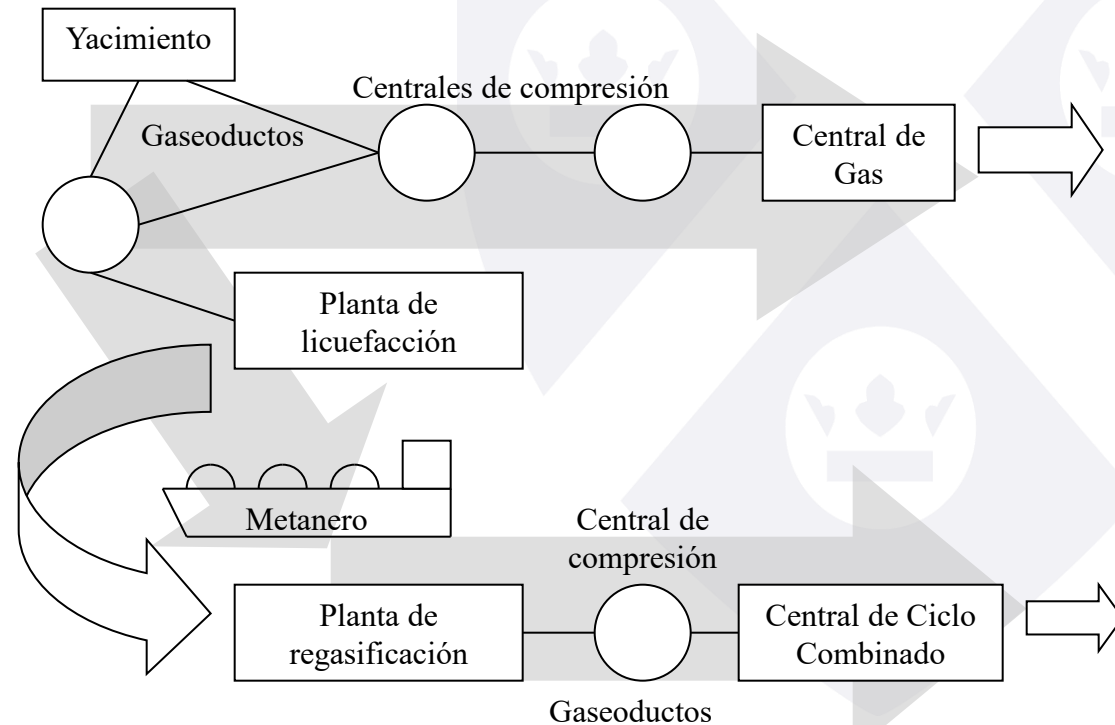 Yacimiento
Centrales de compresión
Gaseoductos
Central de
Gas
Planta de
licuefacción
Metanero
Central de
compresión
Planta de
regasificación
Central de Ciclo
Combinado
Gaseoductos